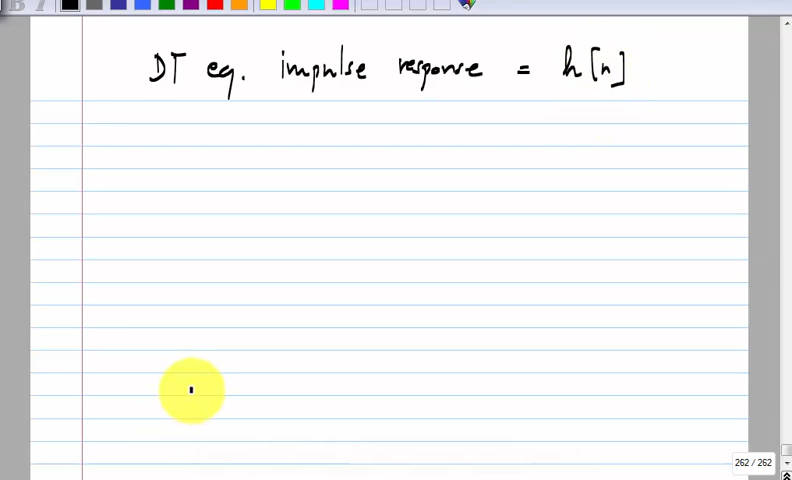 B I
DT eq. impulse response = h[n]
262 / 262